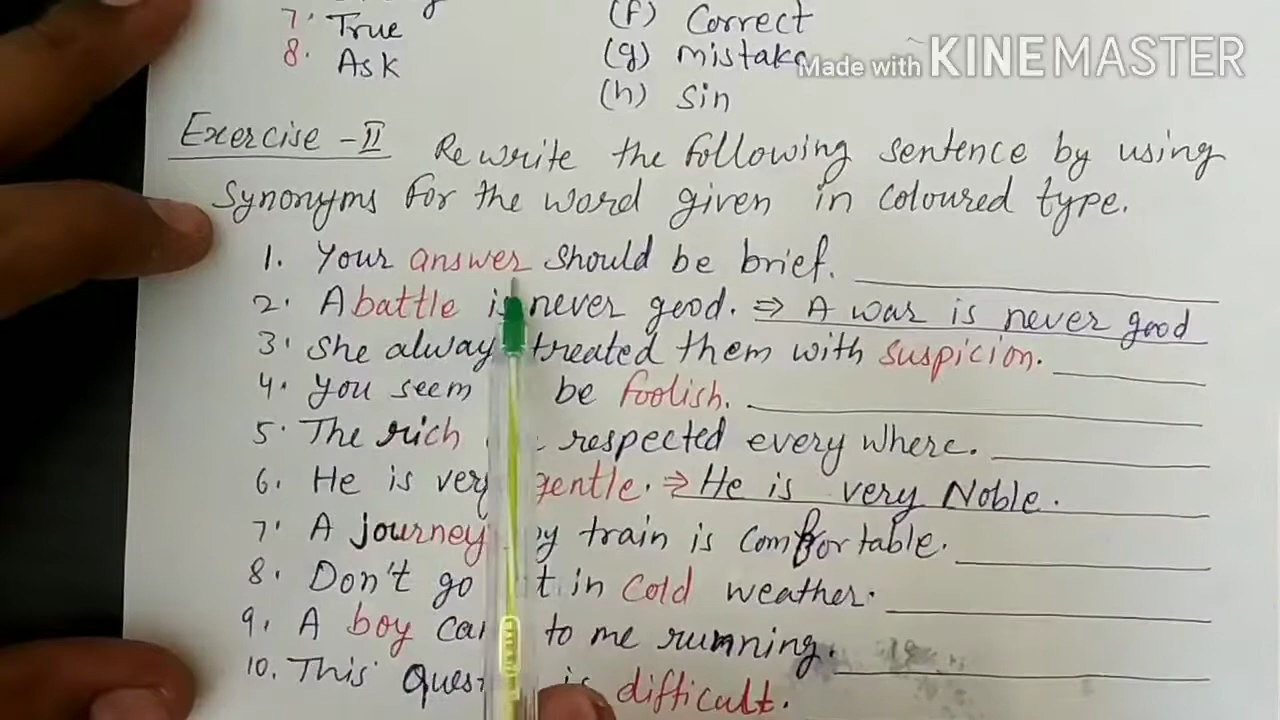 7. True (f) Correct
8. Ask (g) mistake
Made with KINEMASTER
(h) Sin
Exercise - II Rewrite the following sentence by using
Synonyms for the word given in coloured type.
1. Your answer should be brief.
2. A battle is never good. ⇒ A war is never good
3. She always treated them with suspicion.
4. You seem be foolish.
5. The rich respected every where.
6. He is very gentle. ⇒ He is very Noble.
7. A journey by train is comfortable.
8. Don't go in cold weather.
9. A boy to me running.
10. This is difficult.